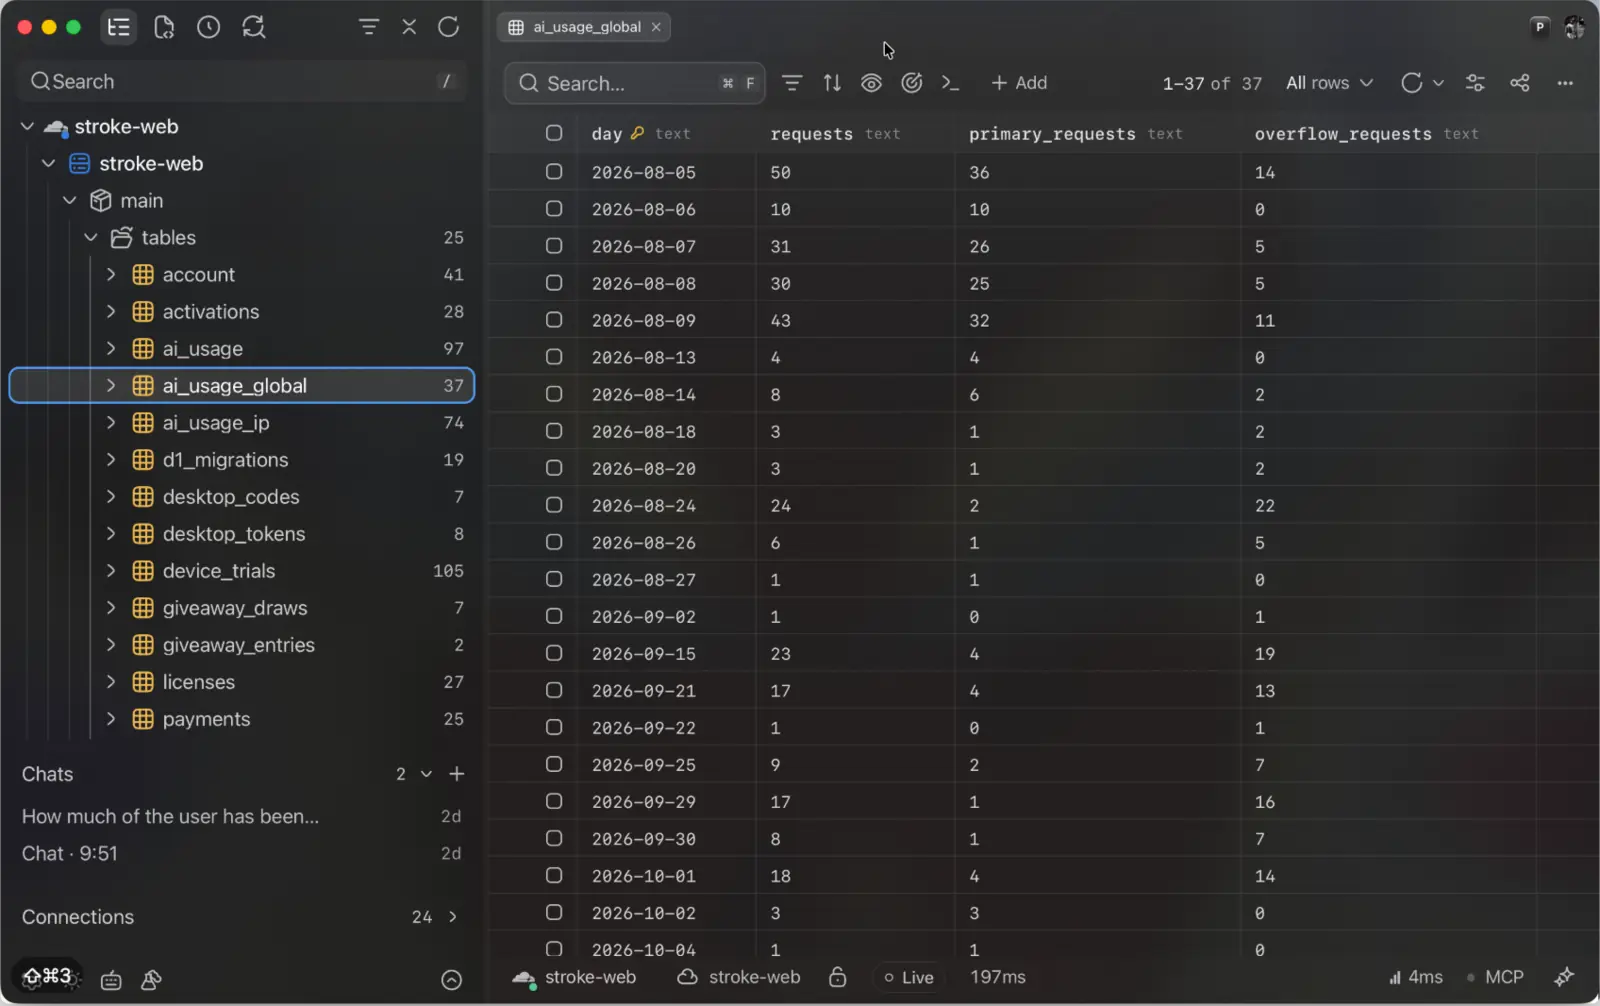 ai_usage_global
P
Search /
Search... ⌘ F
+ Add
1–37 of 37
All rows
stroke-web
stroke-web
main
tables 25
account 41
activations 28
ai_usage 97
ai_usage_global 37
ai_usage_ip 74
d1_migrations 19
desktop_codes 7
desktop_tokens 8
device_trials 105
giveaway_draws 7
giveaway_entries 2
licenses 27
payments 25
Chats 2
How much of the user has been... 2d
Chat · 9:51 2d
Connections 24
⇧⌘3
day text requests text primary_requests text overflow_requests text
2026-08-05 50 36 14
2026-08-06 10 10 0
2026-08-07 31 26 5
2026-08-08 30 25 5
2026-08-09 43 32 11
2026-08-13 4 4 0
2026-08-14 8 6 2
2026-08-18 3 1 2
2026-08-20 3 1 2
2026-08-24 24 2 22
2026-08-26 6 1 5
2026-08-27 1 1 0
2026-09-02 1 0 1
2026-09-15 23 4 19
2026-09-21 17 4 13
2026-09-22 1 0 1
2026-09-25 9 2 7
2026-09-29 17 1 16
2026-09-30 8 1 7
2026-10-01 18 4 14
2026-10-02 3 3 0
2026-10-04 1 1 0
stroke-web stroke-web Live 197ms 4ms MCP